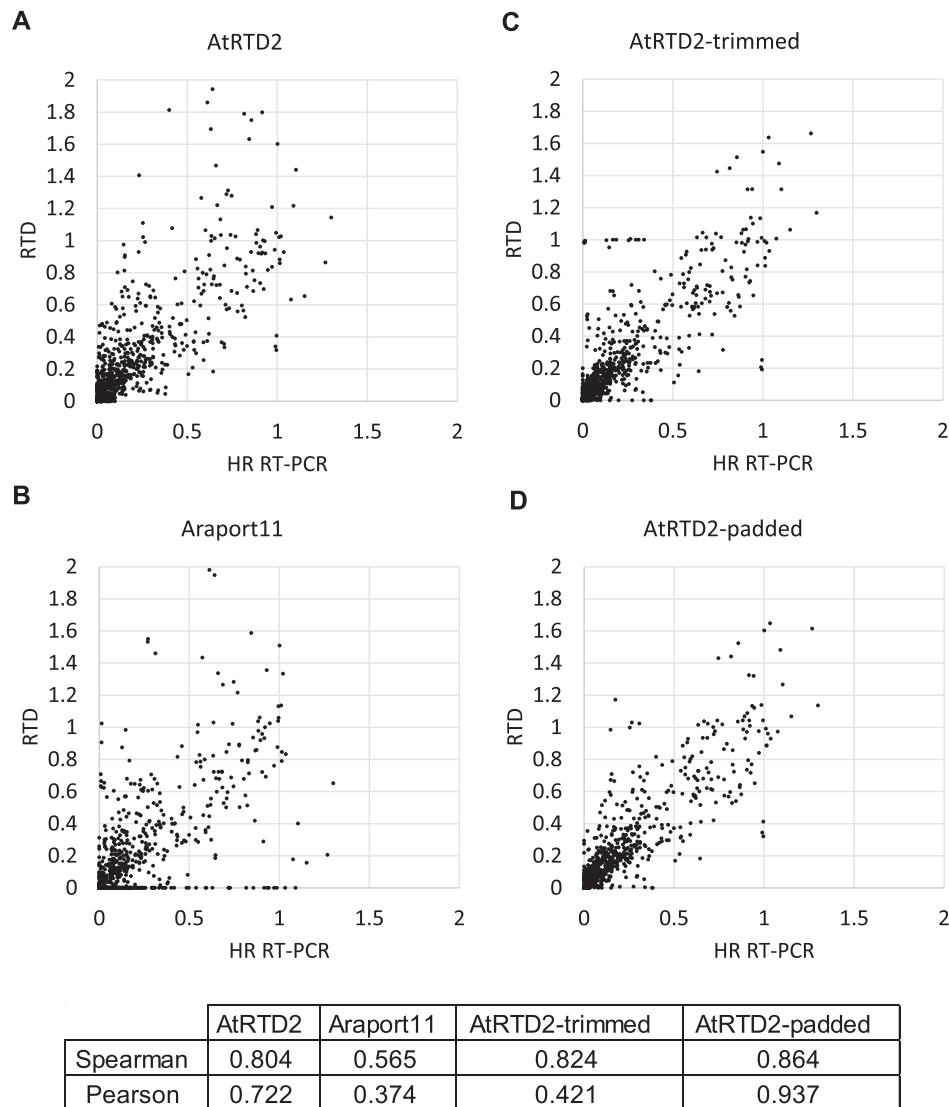 A
AtRTD2
2
1.8
1.6
1.4
1.2
1
0.8
0.6
0.4
0.2
0
RTD
0 0.5 1 1.5 2
HR RT-PCR
C
AtRTD2-trimmed
2
1.8
1.6
1.4
1.2
1
0.8
0.6
0.4
0.2
0
RTD
0 0.5 1 1.5 2
HR RT-PCR
B
Araport11
2
1.8
1.6
1.4
1.2
1
0.8
0.6
0.4
0.2
0
RTD
0 0.5 1 1.5 2
HR RT-PCR
D
AtRTD2-padded
2
1.8
1.6
1.4
1.2
1
0.8
0.6
0.4
0.2
0
RTD
0 0.5 1 1.5 2
HR RT-PCR
AtRTD2 Araport11 AtRTD2-trimmed AtRTD2-padded
Spearman 0.804 0.565 0.824 0.864
Pearson 0.722 0.374 0.421 0.937